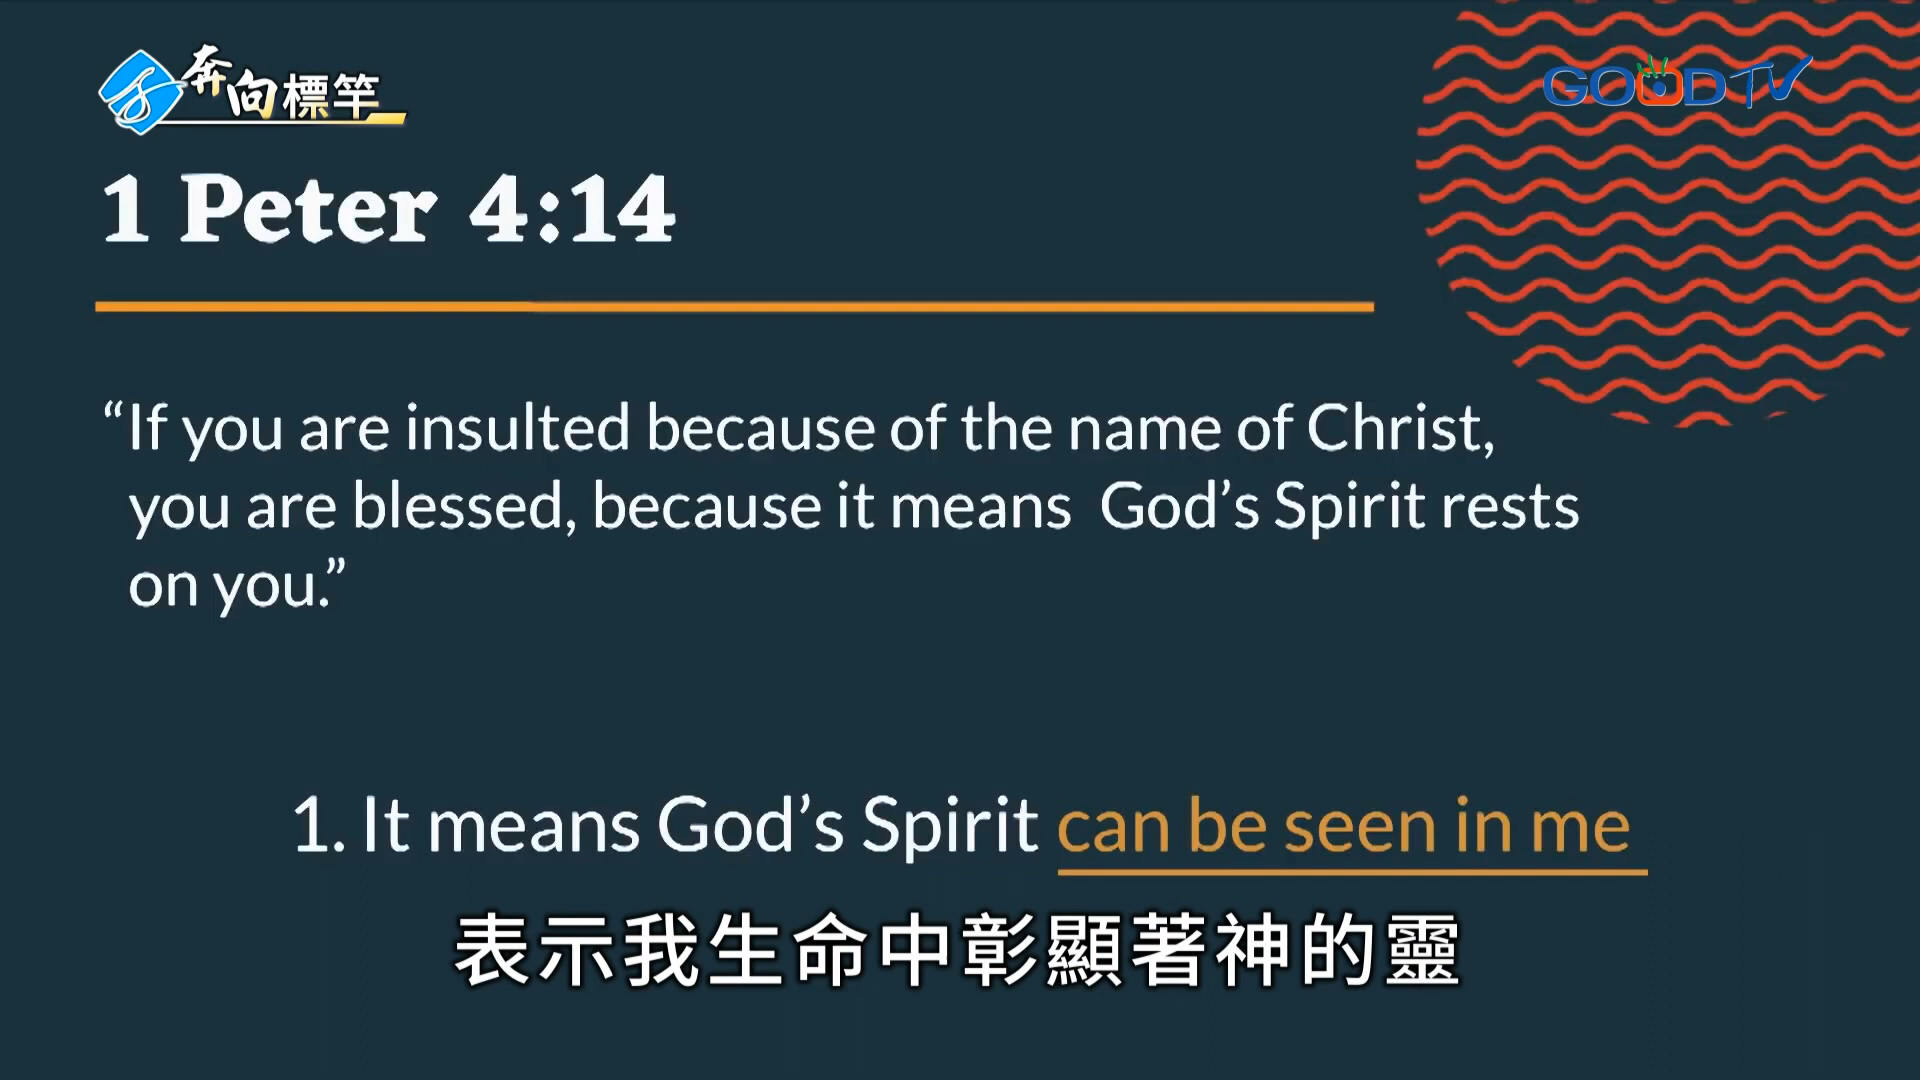 奔向標竿
GOOD TV
1 Peter 4:14
“If you are insulted because of the name of Christ,
you are blessed, because it means God’s Spirit rests
on you.”
1. It means God’s Spirit can be seen in me
表示我生命中彰顯著神的靈